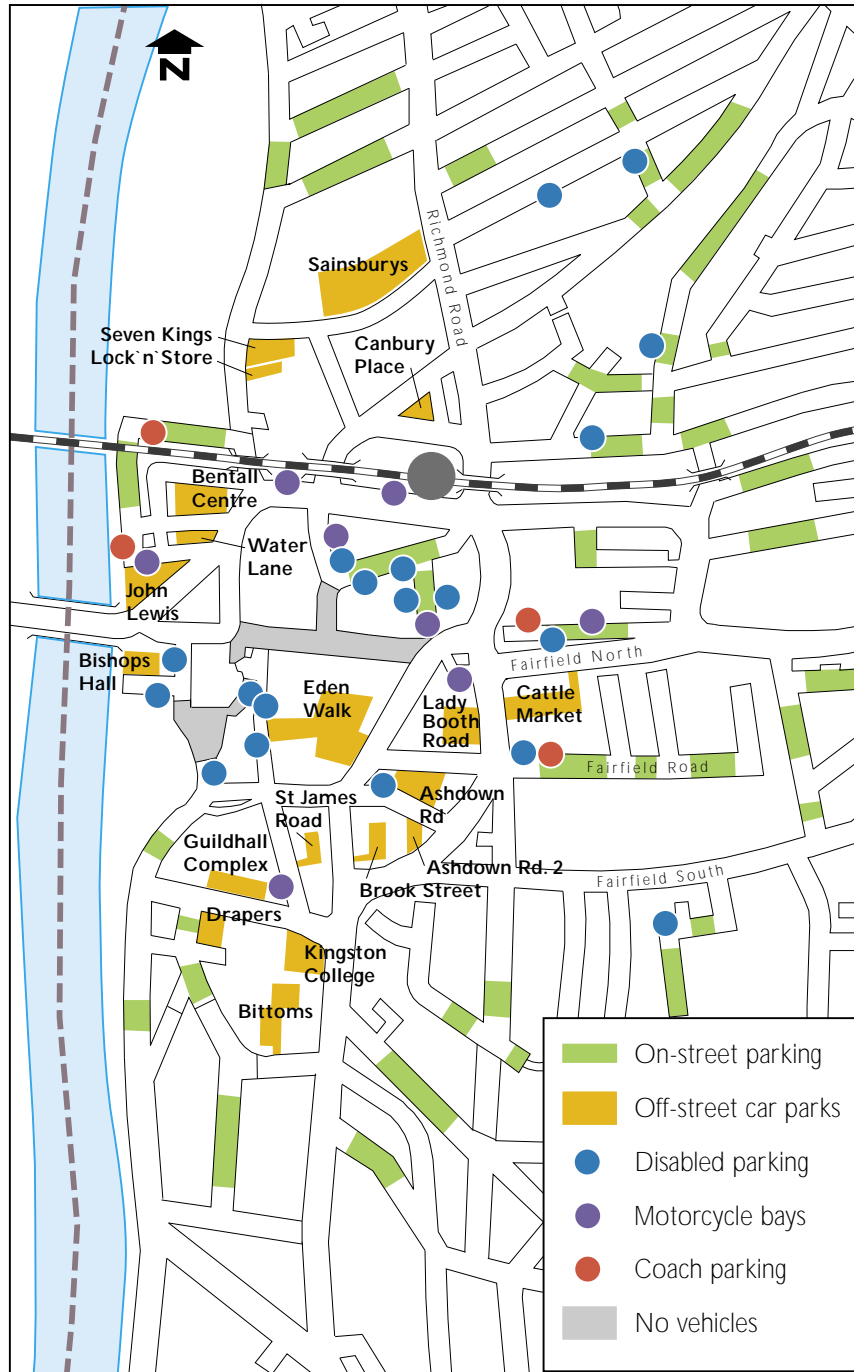 N
Richmond Road
Sainsburys
Seven Kings
Lock`n`Store
Canbury
Place
Bentall
Centre
Water
Lane
John
Lewis
Bishops
Hall
Fairfield North
Eden
Walk
Lady
Booth
Road
Cattle
Market
Fairfield Road
St James
Road
Ashdown
Rd
Guildhall
Complex
Ashdown Rd. 2
Brook Street
Fairfield South
Drapers
Kingston
College
Bittoms
On-street parking
Off-street car parks
Disabled parking
Motorcycle bays
Coach parking
No vehicles